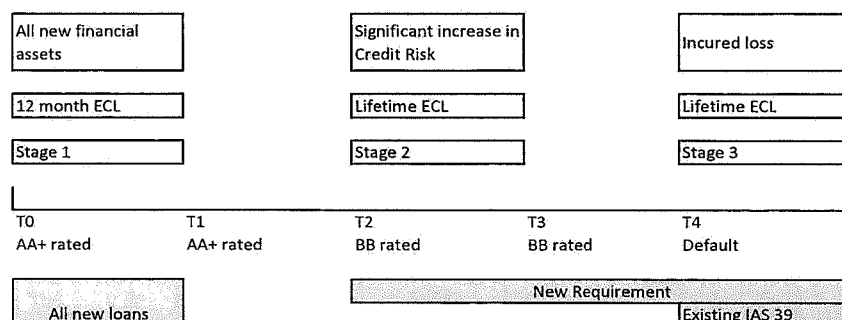 All new financial
assets
Significant increase in
Credit Risk
Incured loss
12 month ECL
Lifetime ECL
Lifetime ECL
Stage 1
Stage 2
Stage 3
T0
T1
T2
T3
T4
AA+ rated
AA+ rated
BB rated
BB rated
Default
New Requirement
All new loans
Existing IAS 39